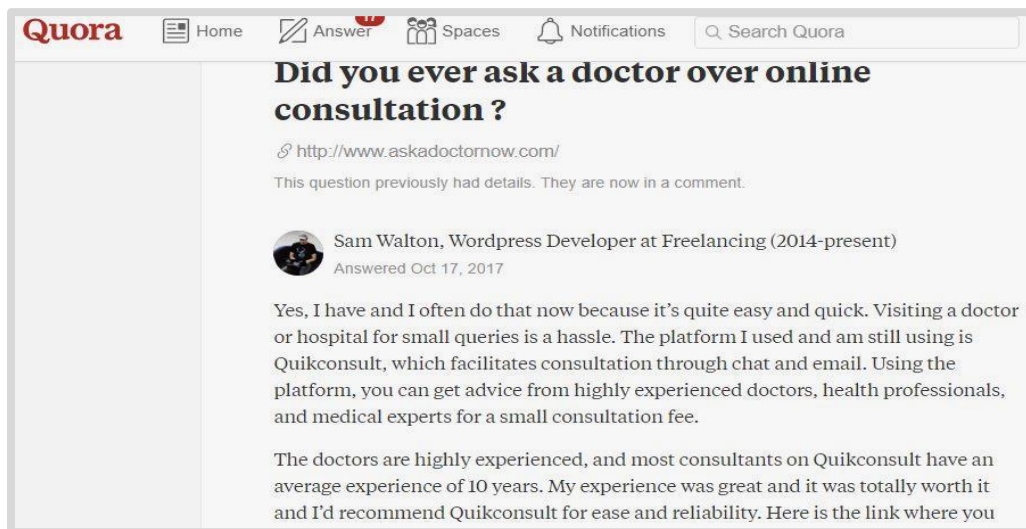 Quora Home 17 Answer Spaces Notifications Search Quora
Did you ever ask a doctor over online
consultation ?
http://www.askadoctornow.com/
This question previously had details. They are now in a comment.
Sam Walton, Wordpress Developer at Freelancing (2014-present)
Answered Oct 17, 2017
Yes, I have and I often do that now because it’s quite easy and quick. Visiting a doctor
or hospital for small queries is a hassle. The platform I used and am still using is
Quikconsult, which facilitates consultation through chat and email. Using the
platform, you can get advice from highly experienced doctors, health professionals,
and medical experts for a small consultation fee.
The doctors are highly experienced, and most consultants on Quikconsult have an
average experience of 10 years. My experience was great and it was totally worth it
and I’d recommend Quikconsult for ease and reliability. Here is the link where you